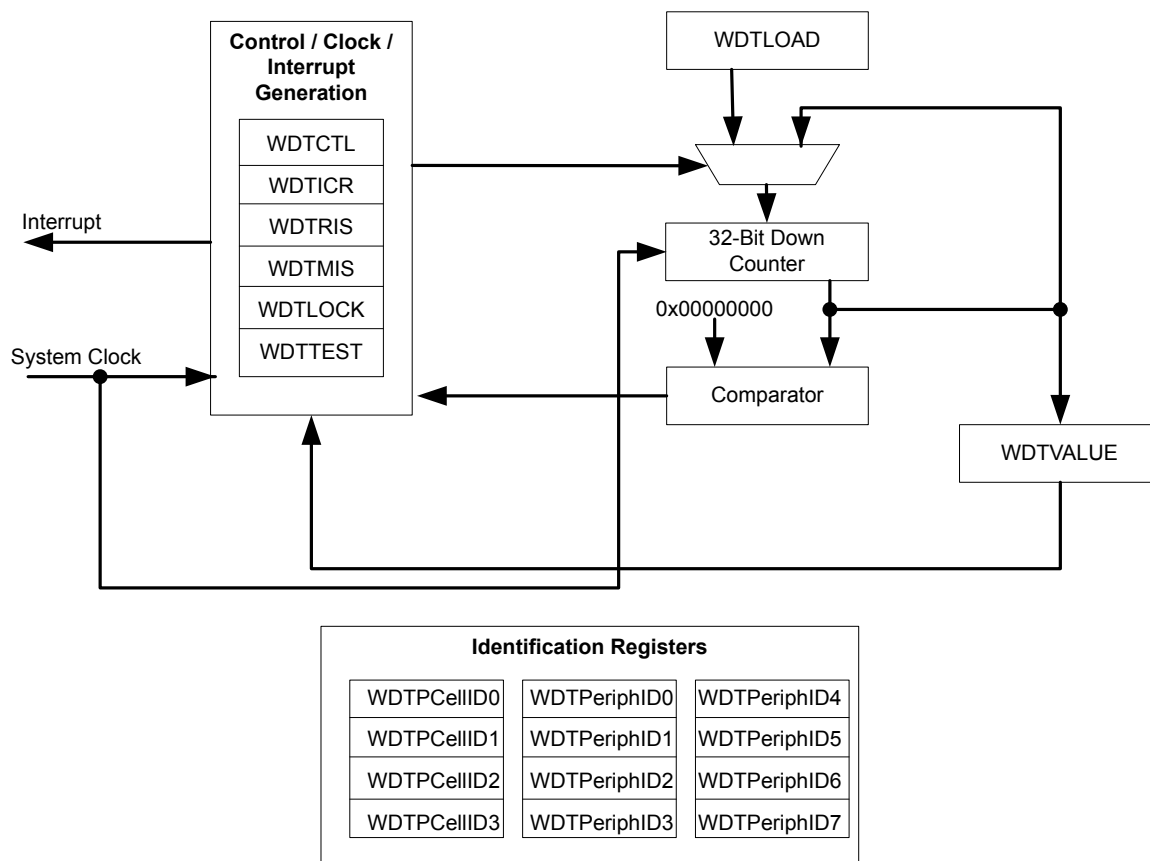 Control / Clock /
Interrupt
Generation
WDTCTL
WDTICR
WDTRIS
WDTMIS
WDTLOCK
WDTTEST
Interrupt
System Clock
WDTLOAD
32-Bit Down
Counter
0x00000000
Comparator
WDTVALUE
Identification Registers
WDTPCellID0
WDTPeriphID0
WDTPeriphID4
WDTPCellID1
WDTPeriphID1
WDTPeriphID5
WDTPCellID2
WDTPeriphID2
WDTPeriphID6
WDTPCellID3
WDTPeriphID3
WDTPeriphID7